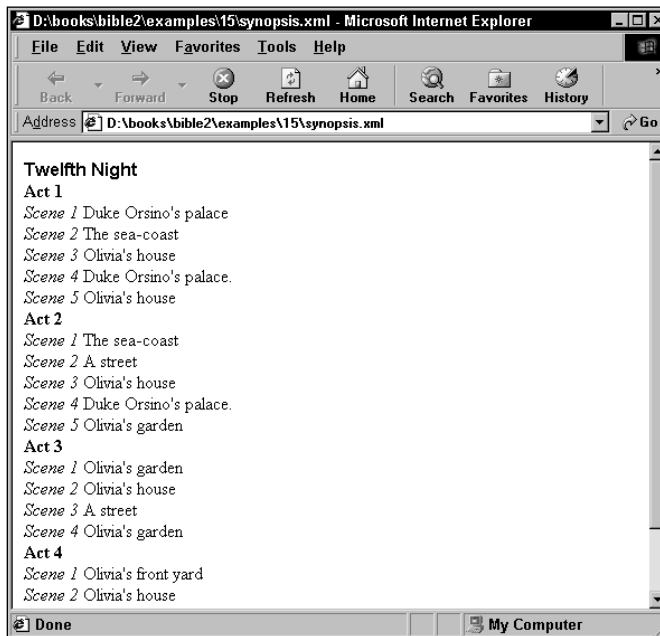 D:\books\bible2\examples\15\synopsis.xml - Microsoft Internet Explorer
File Edit View Favorites Tools Help
Back Forward Stop Refresh Home Search Favorites History
Address D:\books\bible2\examples\15\synopsis.xml Go
Twelfth Night
Act 1
Scene 1 Duke Orsino's palace
Scene 2 The sea-coast
Scene 3 Olivia's house
Scene 4 Duke Orsino's palace.
Scene 5 Olivia's house
Act 2
Scene 1 The sea-coast
Scene 2 A street
Scene 3 Olivia's house
Scene 4 Duke Orsino's palace.
Scene 5 Olivia's garden
Act 3
Scene 1 Olivia's garden
Scene 2 Olivia's house
Scene 3 A street
Scene 4 Olivia's garden
Act 4
Scene 1 Olivia's front yard
Scene 2 Olivia's house
Done My Computer